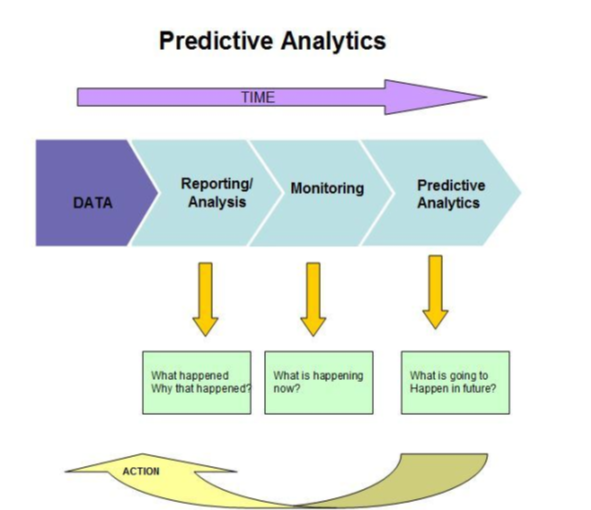 Predictive Analytics
TIME
DATA
Reporting/
Analysis
Monitoring
Predictive
Analytics
What happened
Why that happened?
What is happening
now?
What is going to
Happen in future?
ACTION